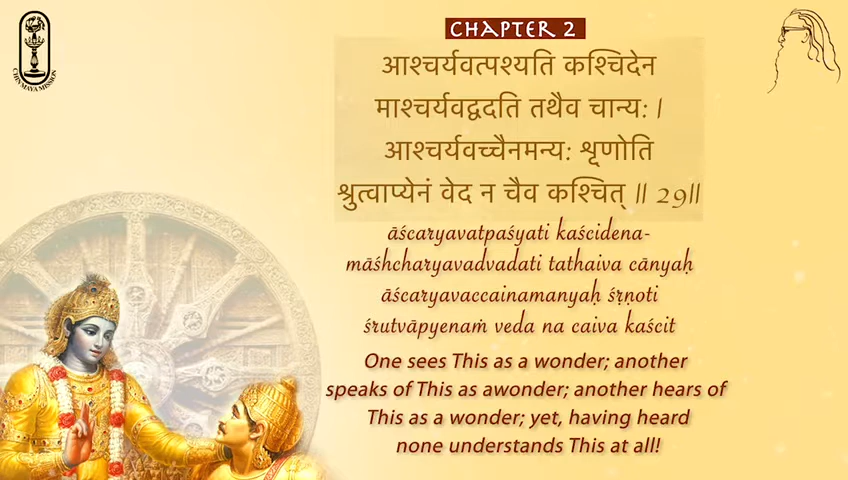 CHAPTER 2
आश्चर्यवत्पश्यति कश्चिदेन
माश्चर्यवद्वदति तथैव चान्य: ।
आश्चर्यवच्चैनमन्य: शृणोति
श्रुत्वाप्येनं वेद न चैव कश्चित् ॥ 29॥
āścaryavatpaśyati kaścidena-
māśhcharyavadvadati tathaiva cānyaḥ
āścaryavaccainamanyaḥ śṛṇoti
śrutvāpyenaṁ veda na caiva kaścit
One sees This as a wonder; another
speaks of This as awonder; another hears of
This as a wonder; yet, having heard
none understands This at all!
CHINMAYA MISSION